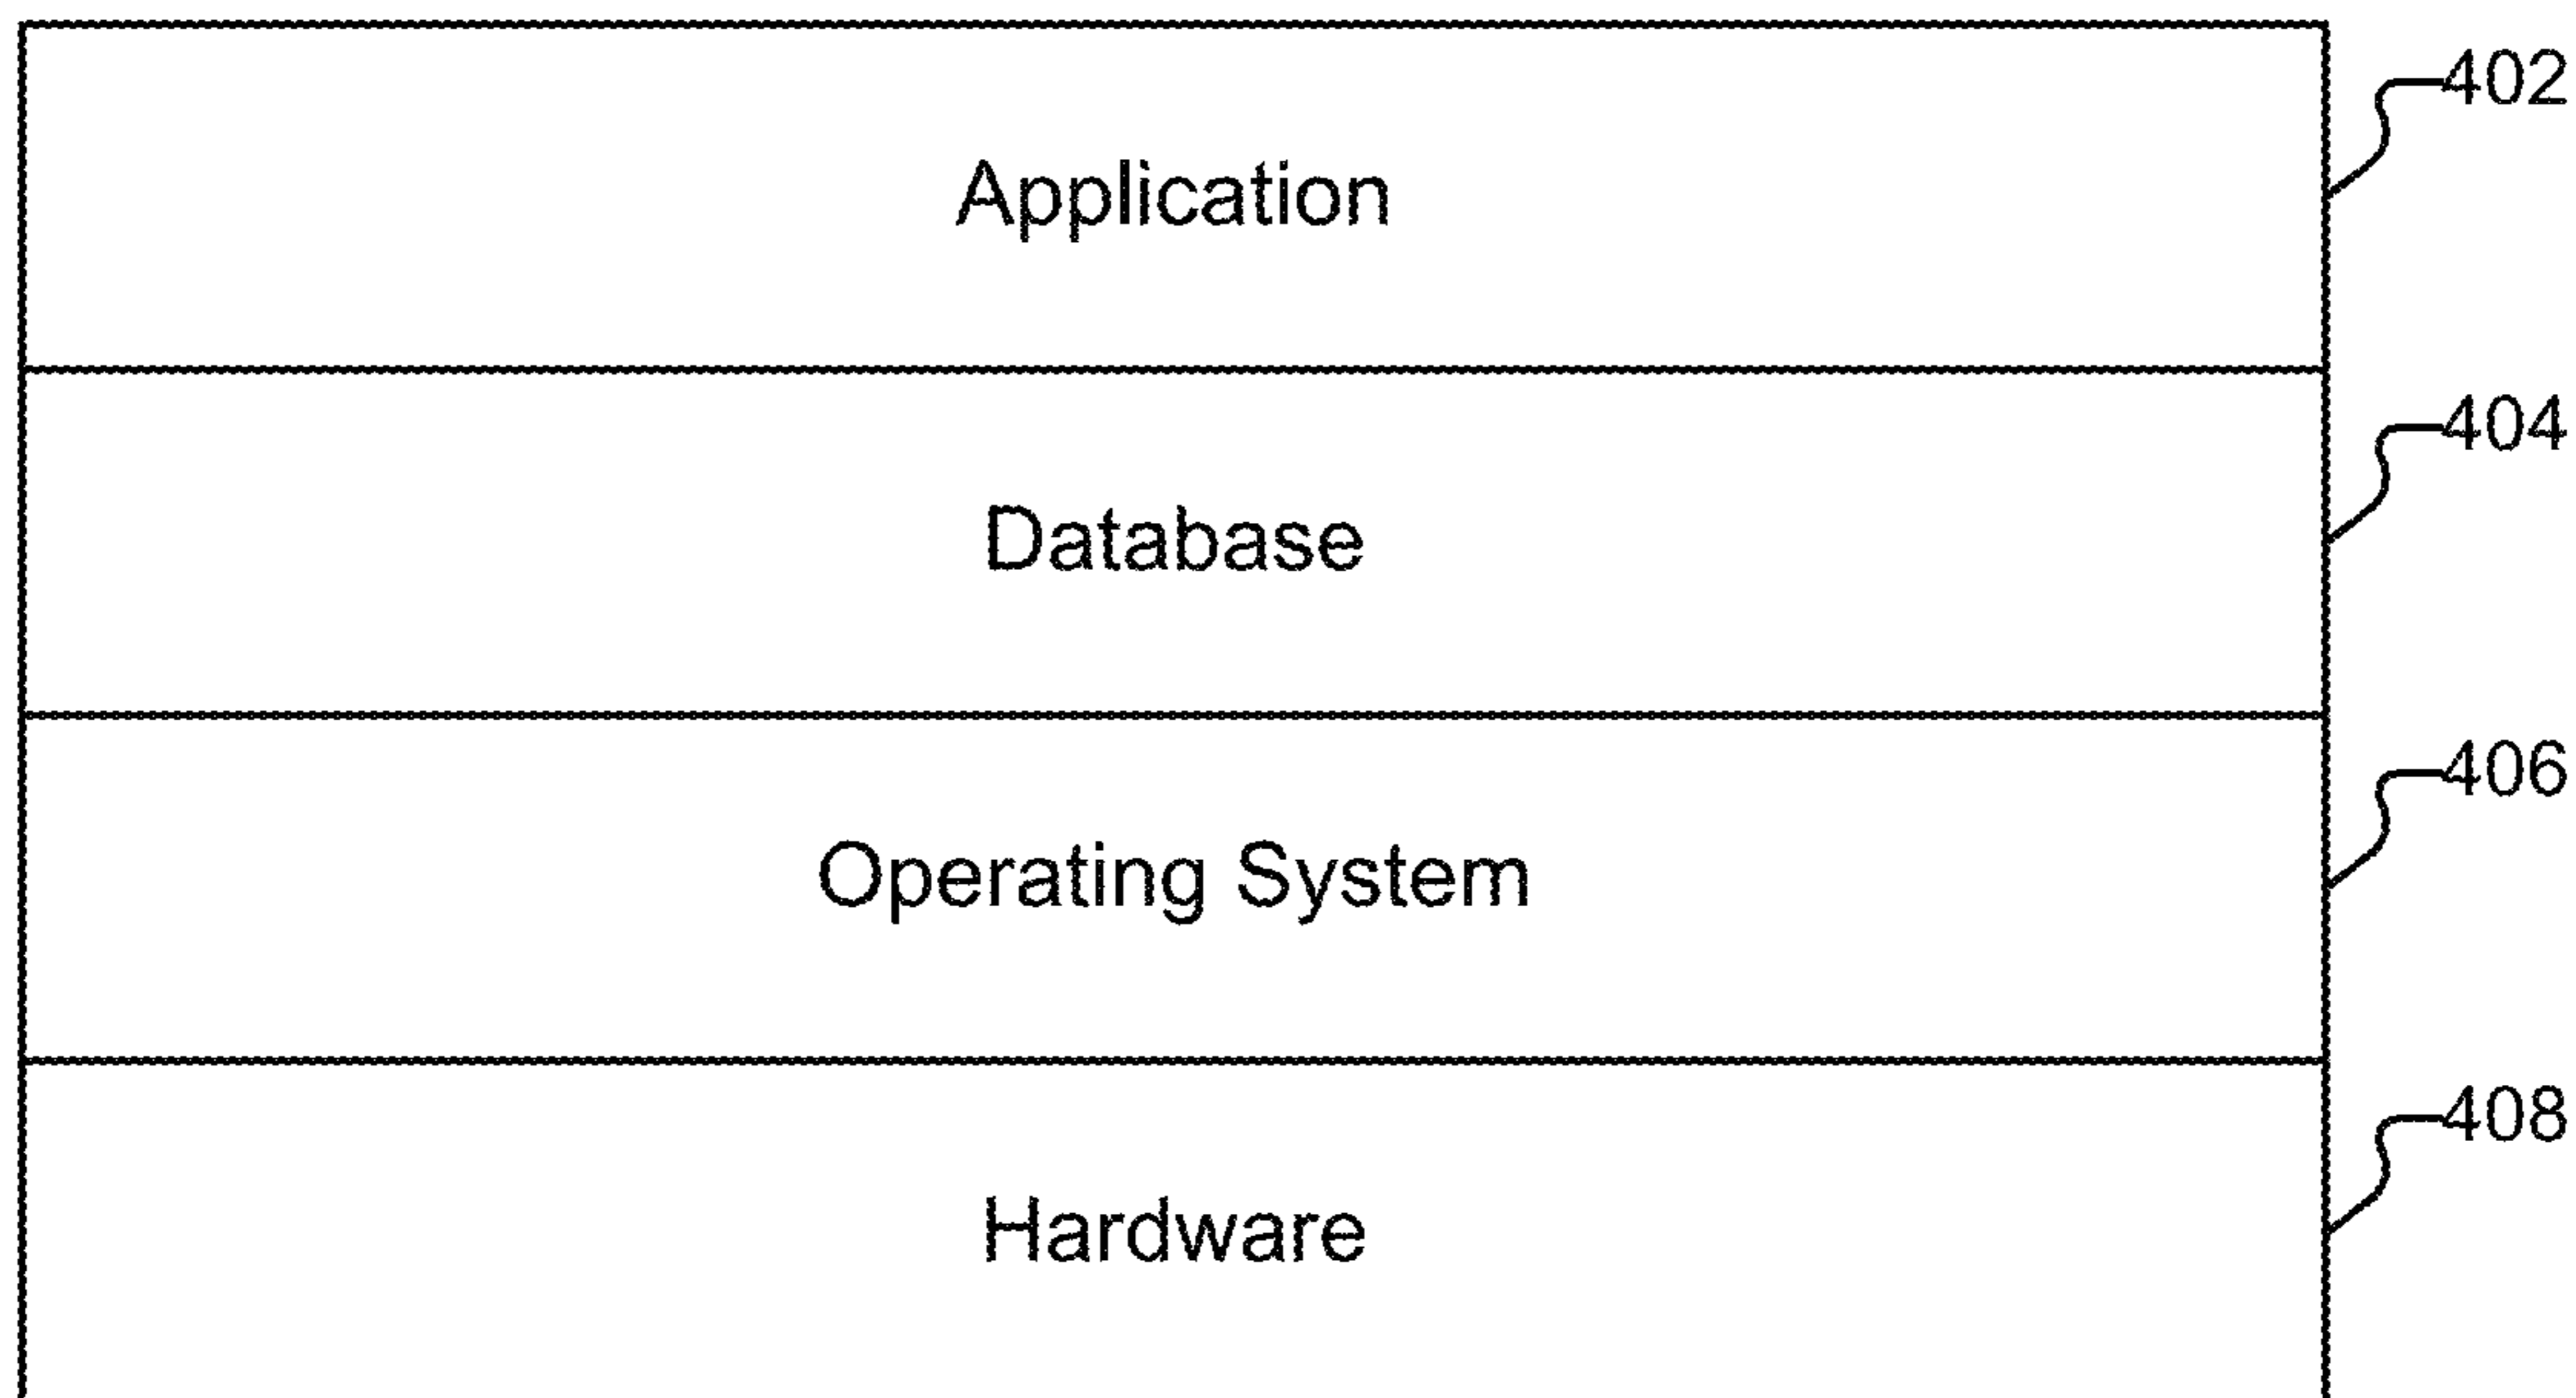 402
Application
404
Database
406
Operating System
408
Hardware